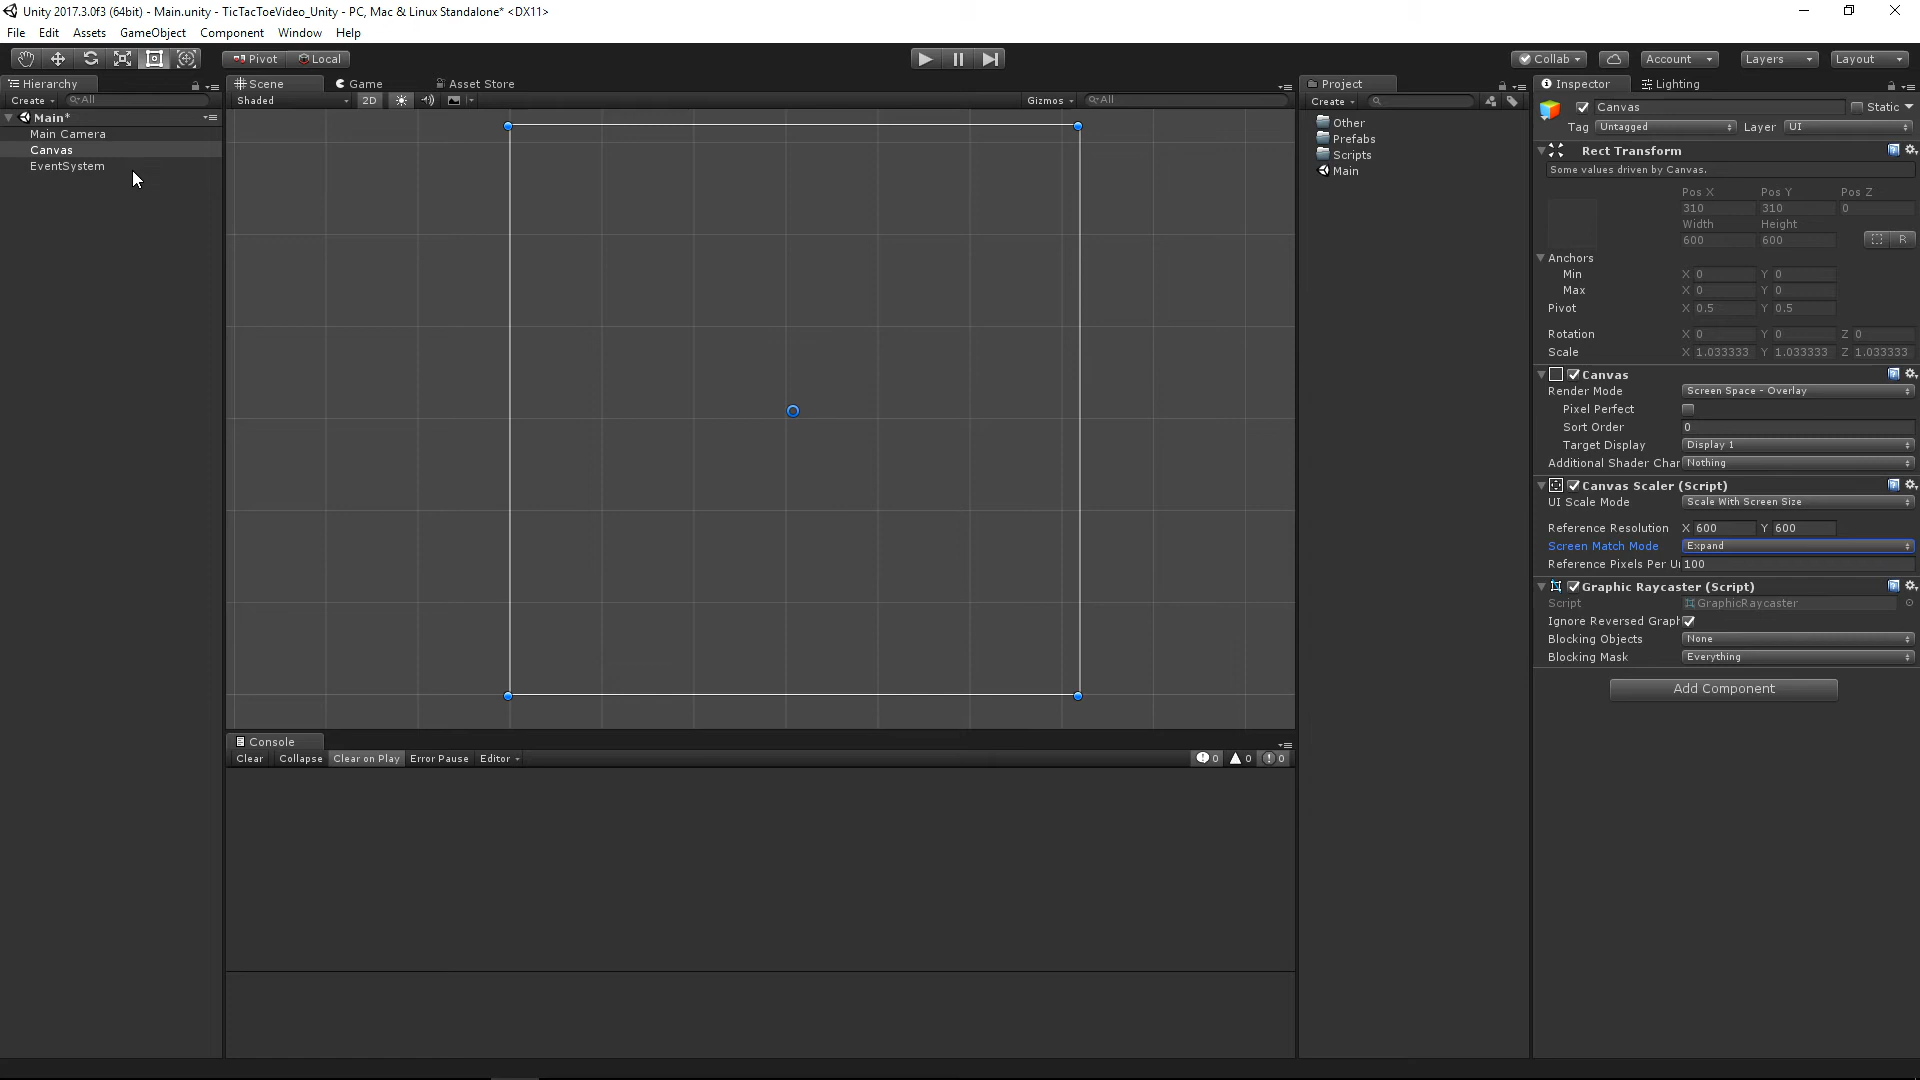 Unity 2017.3.0f3 (64bit) - Main.unity - TicTacToeVideo_Unity - PC, Mac & Linux Standalone* <DX11>
File Edit Assets GameObject Component Window Help
Pivot Local Collab Account Layers Layout
Hierarchy
Create All
Main*
Main Camera
Canvas
EventSystem
Scene Game Asset Store
Shaded 2D Gizmos All
Console
Clear Collapse Clear on Play Error Pause Editor 0 0 0
Project
Create
Other
Prefabs
Scripts
Main
Inspector Lighting
Canvas Static
Tag Untagged Layer UI
Rect Transform
Some values driven by Canvas.
Pos X Pos Y Pos Z
310 310 0
Width Height
600 600 R
Anchors
Min X 0 Y 0
Max X 0 Y 0
Pivot X 0.5 Y 0.5
Rotation X 0 Y 0 Z 0
Scale X 1.033333 Y 1.033333 Z 1.033333
Canvas
Render Mode Screen Space - Overlay
Pixel Perfect
Sort Order 0
Target Display Display 1
Additional Shader Char Nothing
Canvas Scaler (Script)
UI Scale Mode Scale With Screen Size
Reference Resolution X 600 Y 600
Screen Match Mode Expand
Reference Pixels Per U 100
Graphic Raycaster (Script)
Script GraphicRaycaster
Ignore Reversed Graph
Blocking Objects None
Blocking Mask Everything
Add Component